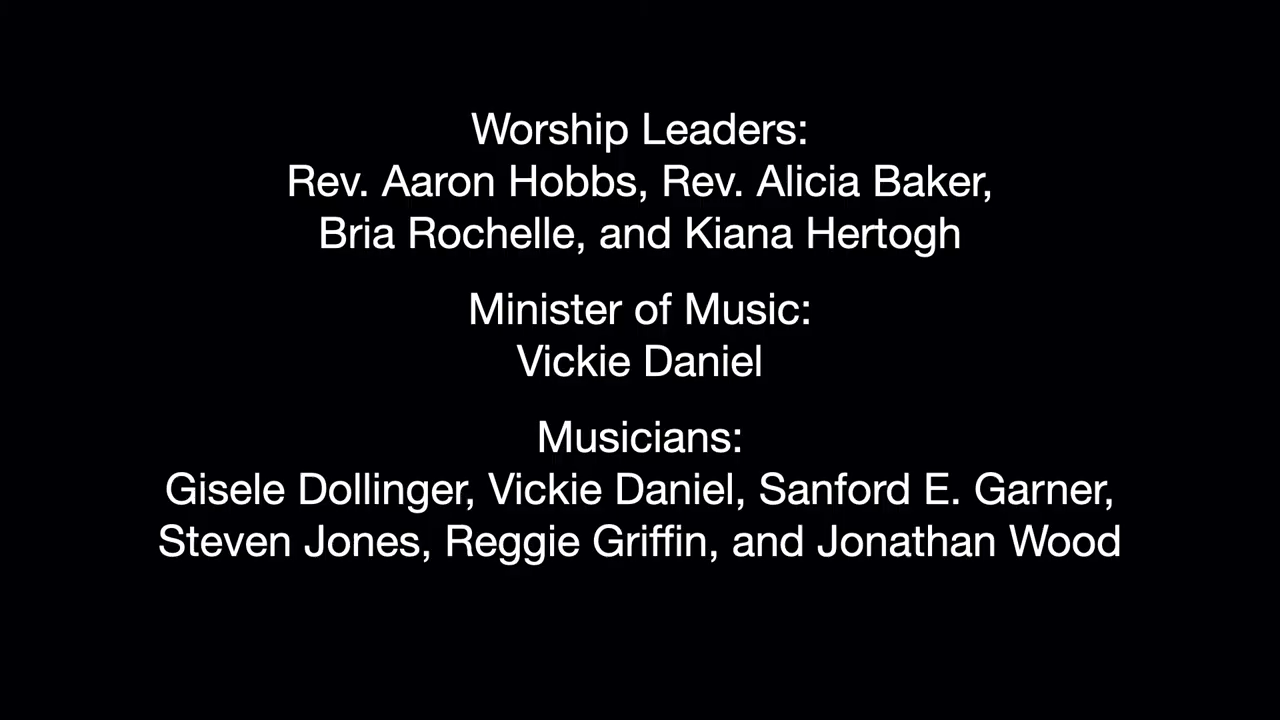 Worship Leaders:
Rev. Aaron Hobbs, Rev. Alicia Baker,
Bria Rochelle, and Kiana Hertogh
Minister of Music:
Vickie Daniel
Musicians:
Gisele Dollinger, Vickie Daniel, Sanford E. Garner,
Steven Jones, Reggie Griffin, and Jonathan Wood